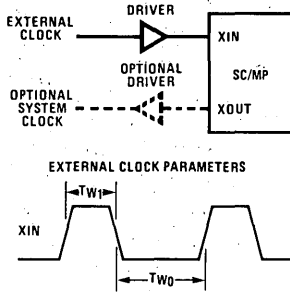 DRIVER
EXTERNAL
CLOCK
XIN
OPTIONAL
DRIVER
SC/MP
OPTIONAL
SYSTEM
CLOCK
XOUT
EXTERNAL CLOCK PARAMETERS
TW1
XIN
TW0